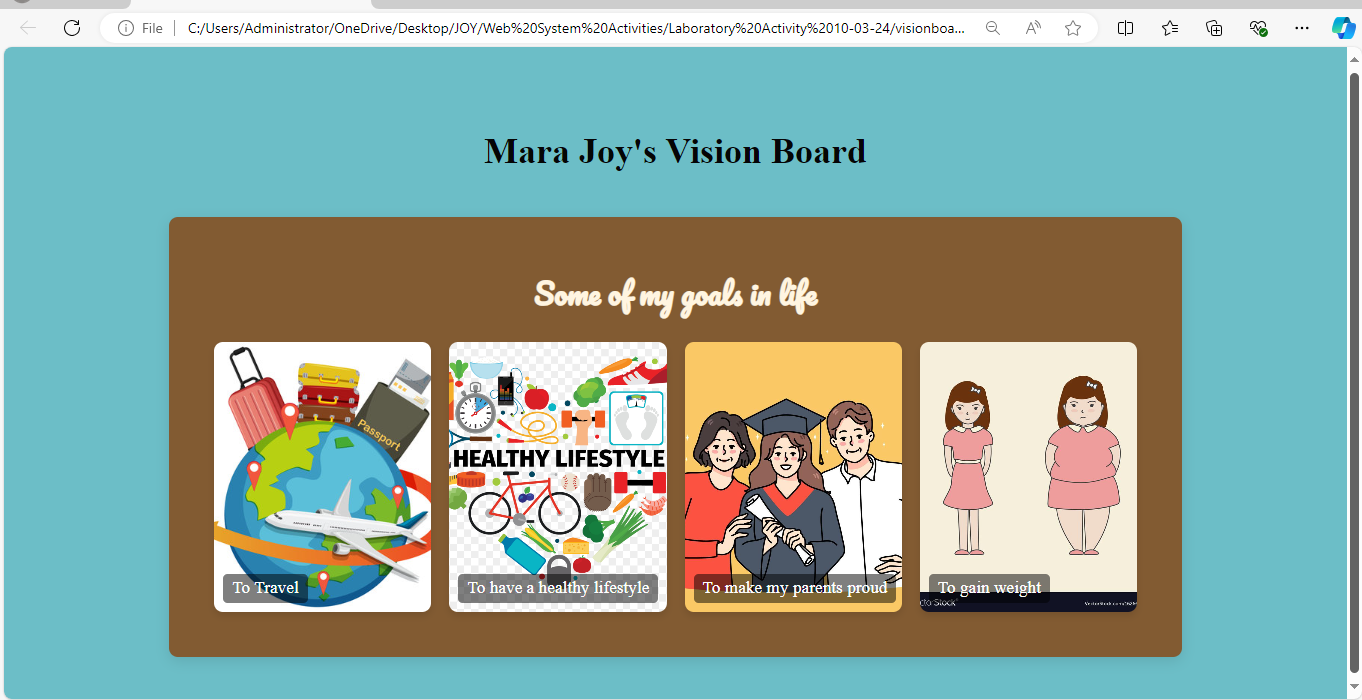 File
C:/Users/Administrator/OneDrive/Desktop/JOY/Web%20System%20Activities/Laboratory%20Activity%2010-03-24/visionboa...
Mara Joy's Vision Board
Some of my goals in life
Passport
HEALTHY LIFESTYLE
To Travel
To have a healthy lifestyle
To make my parents proud
To gain weight
cto Stock